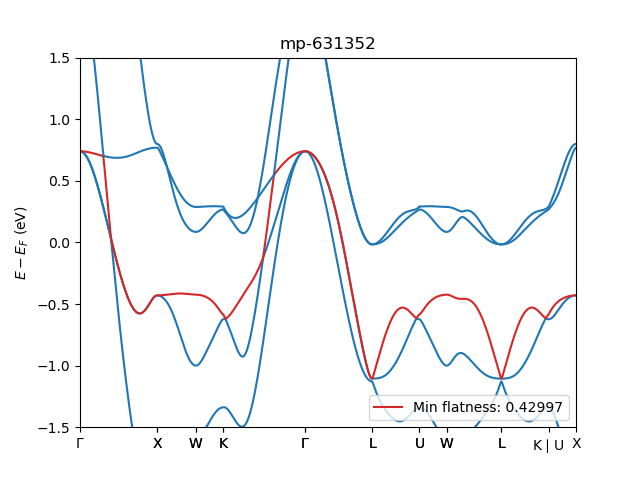 mp-631352
1.5
1.0
0.5
0.0
−0.5
−1.0
−1.5
E − E_F (eV)
Min flatness: 0.42997
Γ X W K Γ L U W L K | U X